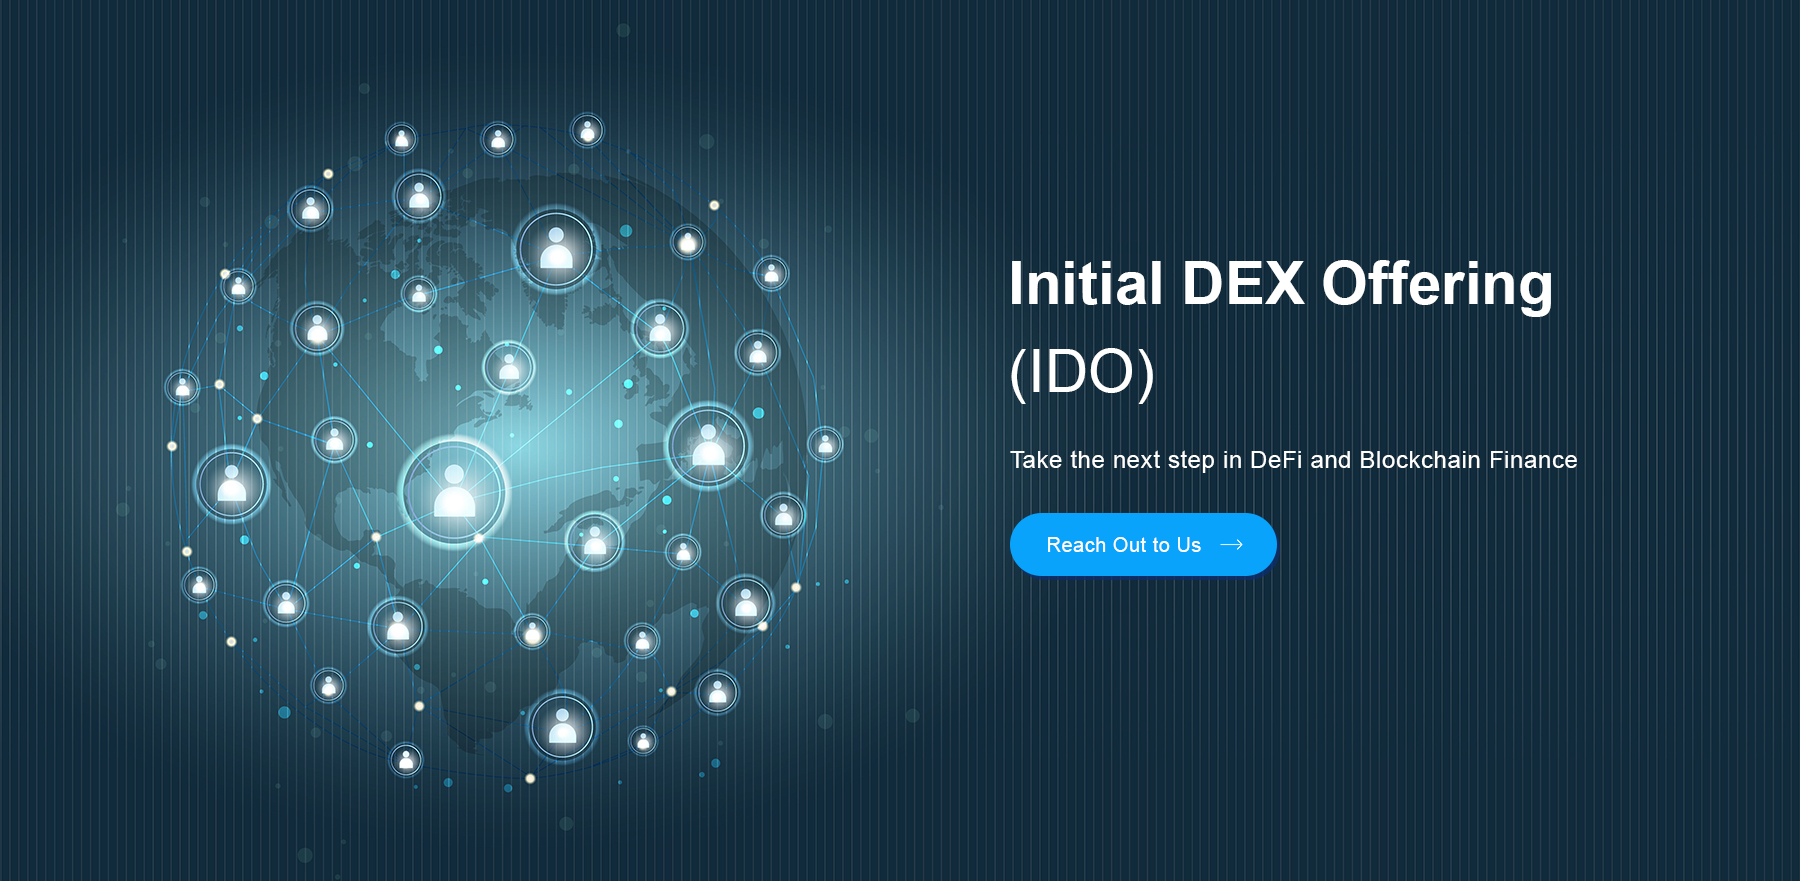 Initial DEX Offering
(IDO)
Take the next step in DeFi and Blockchain Finance
Reach Out to Us